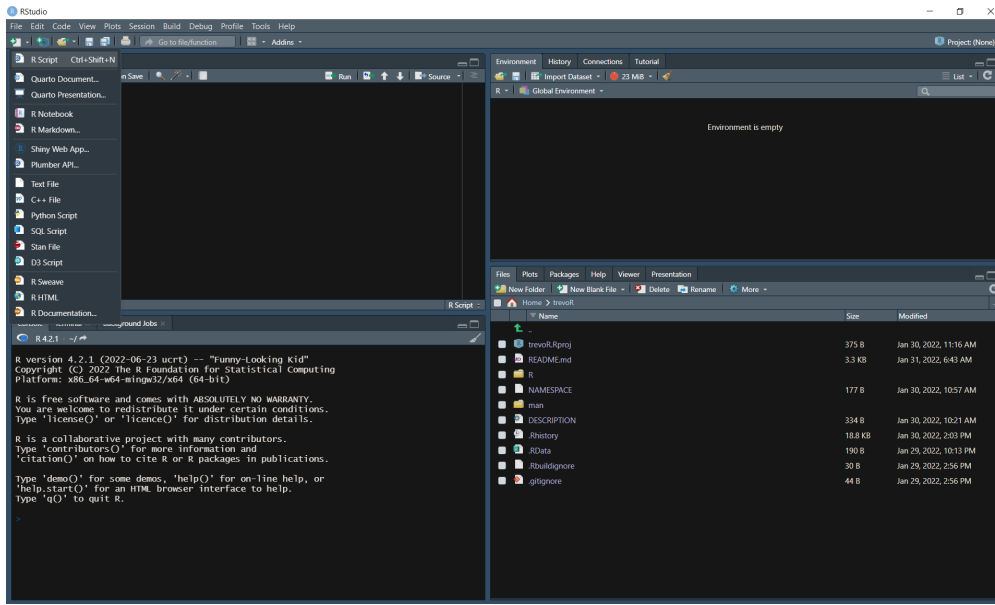 RStudio
File Edit Code View Plots Session Build Debug Profile Tools Help
Go to file/function Addins Project: (None)
R Script Ctrl+Shift+N
Quarto Document...
Quarto Presentation...
R Notebook
R Markdown...
Shiny Web App...
Plumber API...
Text File
C++ File
Python Script
SQL Script
Stan File
D3 Script
R Sweave
R HTML
R Documentation...
on Save Run Source
R Script
Console Terminal Background Jobs
R 4.2.1 · ~/
R version 4.2.1 (2022-06-23 ucrt) -- "Funny-Looking Kid"
Copyright (C) 2022 The R Foundation for Statistical Computing
Platform: x86_64-w64-mingw32/x64 (64-bit)
R is free software and comes with ABSOLUTELY NO WARRANTY.
You are welcome to redistribute it under certain conditions.
Type 'license()' or 'licence()' for distribution details.
R is a collaborative project with many contributors.
Type 'contributors()' for more information and
'citation()' on how to cite R or R packages in publications.
Type 'demo()' for some demos, 'help()' for on-line help, or
'help.start()' for an HTML browser interface to help.
Type 'q()' to quit R.
>
Environment History Connections Tutorial
Import Dataset 23 MiB List
R Global Environment
Environment is empty
Files Plots Packages Help Viewer Presentation
New Folder New Blank File Delete Rename More
Home > trevoR
Name Size Modified
..
trevoR.Rproj 375 B Jan 30, 2022, 11:16 AM
README.md 3.3 KB Jan 31, 2022, 6:43 AM
R
NAMESPACE 177 B Jan 30, 2022, 10:57 AM
man
DESCRIPTION 334 B Jan 30, 2022, 10:21 AM
.Rhistory 18.8 KB Jan 30, 2022, 2:03 PM
.RData 190 B Jan 29, 2022, 10:13 PM
.Rbuildignore 30 B Jan 29, 2022, 2:56 PM
.gitignore 44 B Jan 29, 2022, 2:56 PM